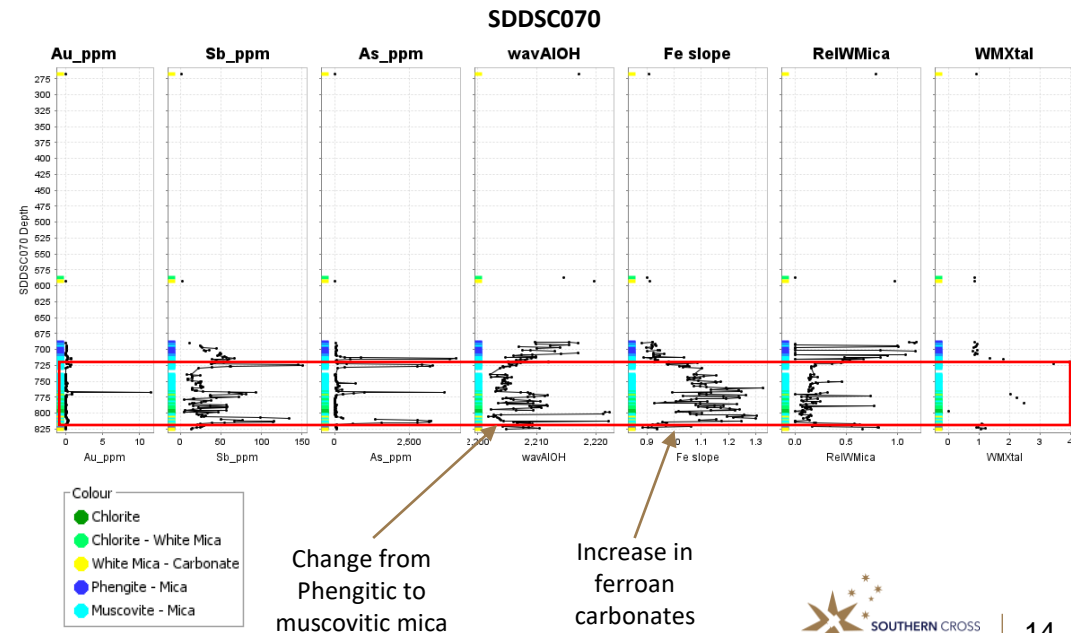 SDDSC070
Au_ppm Sb_ppm As_ppm wavAlOH Fe slope RelWMica WMXtal
SDDSC070 Depth
275
300
325
350
375
400
425
450
475
500
525
550
575
600
625
650
675
700
725
750
775
800
825
0 5 10 0 50 100 150 0 2,500 2,210 2,220 0.9 1.1 1.2 1.3 0.0 0.5 1.0 0 1 2 3 4
Au_ppm Sb_ppm As_ppm wavAlOH Fe slope RelWMica WMXtal
Colour
Chlorite
Chlorite - White Mica
White Mica - Carbonate
Phengite - Mica
Muscovite - Mica
Change from
Phengitic to
muscovitic mica
Increase in
ferroan
carbonates
SOUTHERN CROSS
14